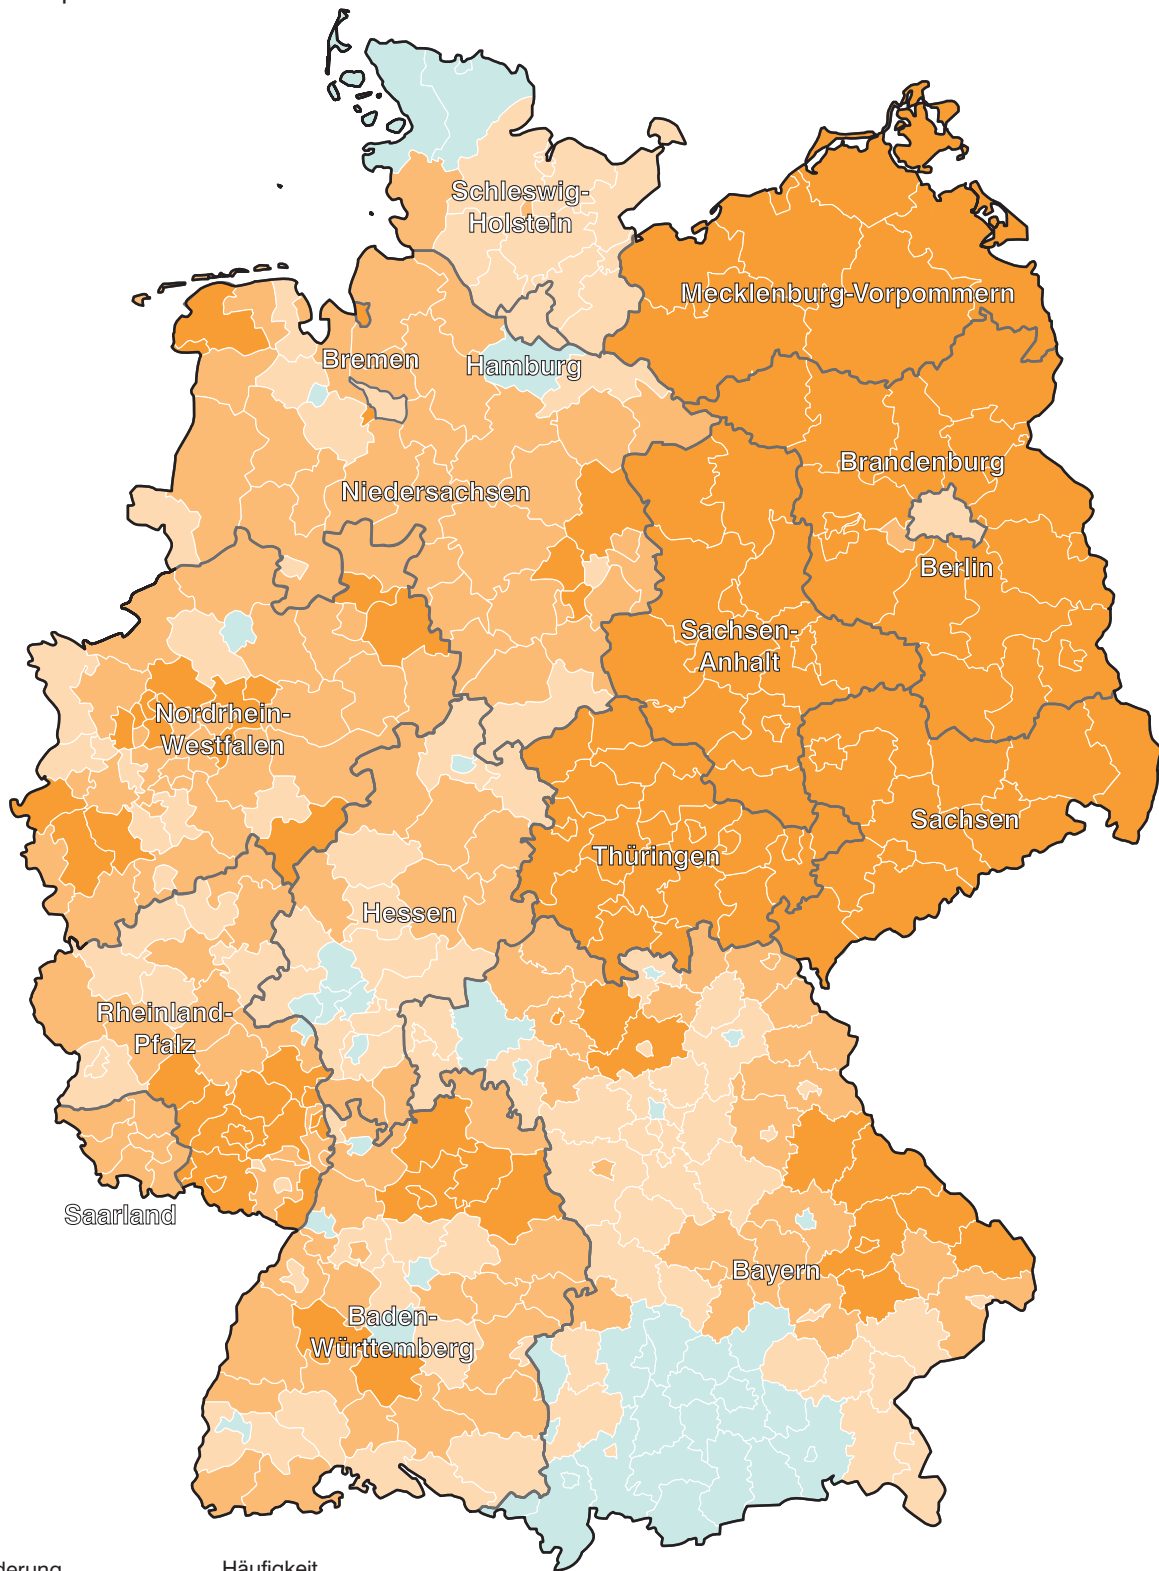 Schleswig-
Holstein
Mecklenburg-Vorpommern
Bremen
Hamburg
Brandenburg
Niedersachsen
Berlin
Sachsen-
Anhalt
Nordrhein-
Westfalen
Sachsen
Thüringen
Hessen
Rheinland-
Pfalz
Saarland
Bayern
Baden-
Württemberg
Häufigkeit